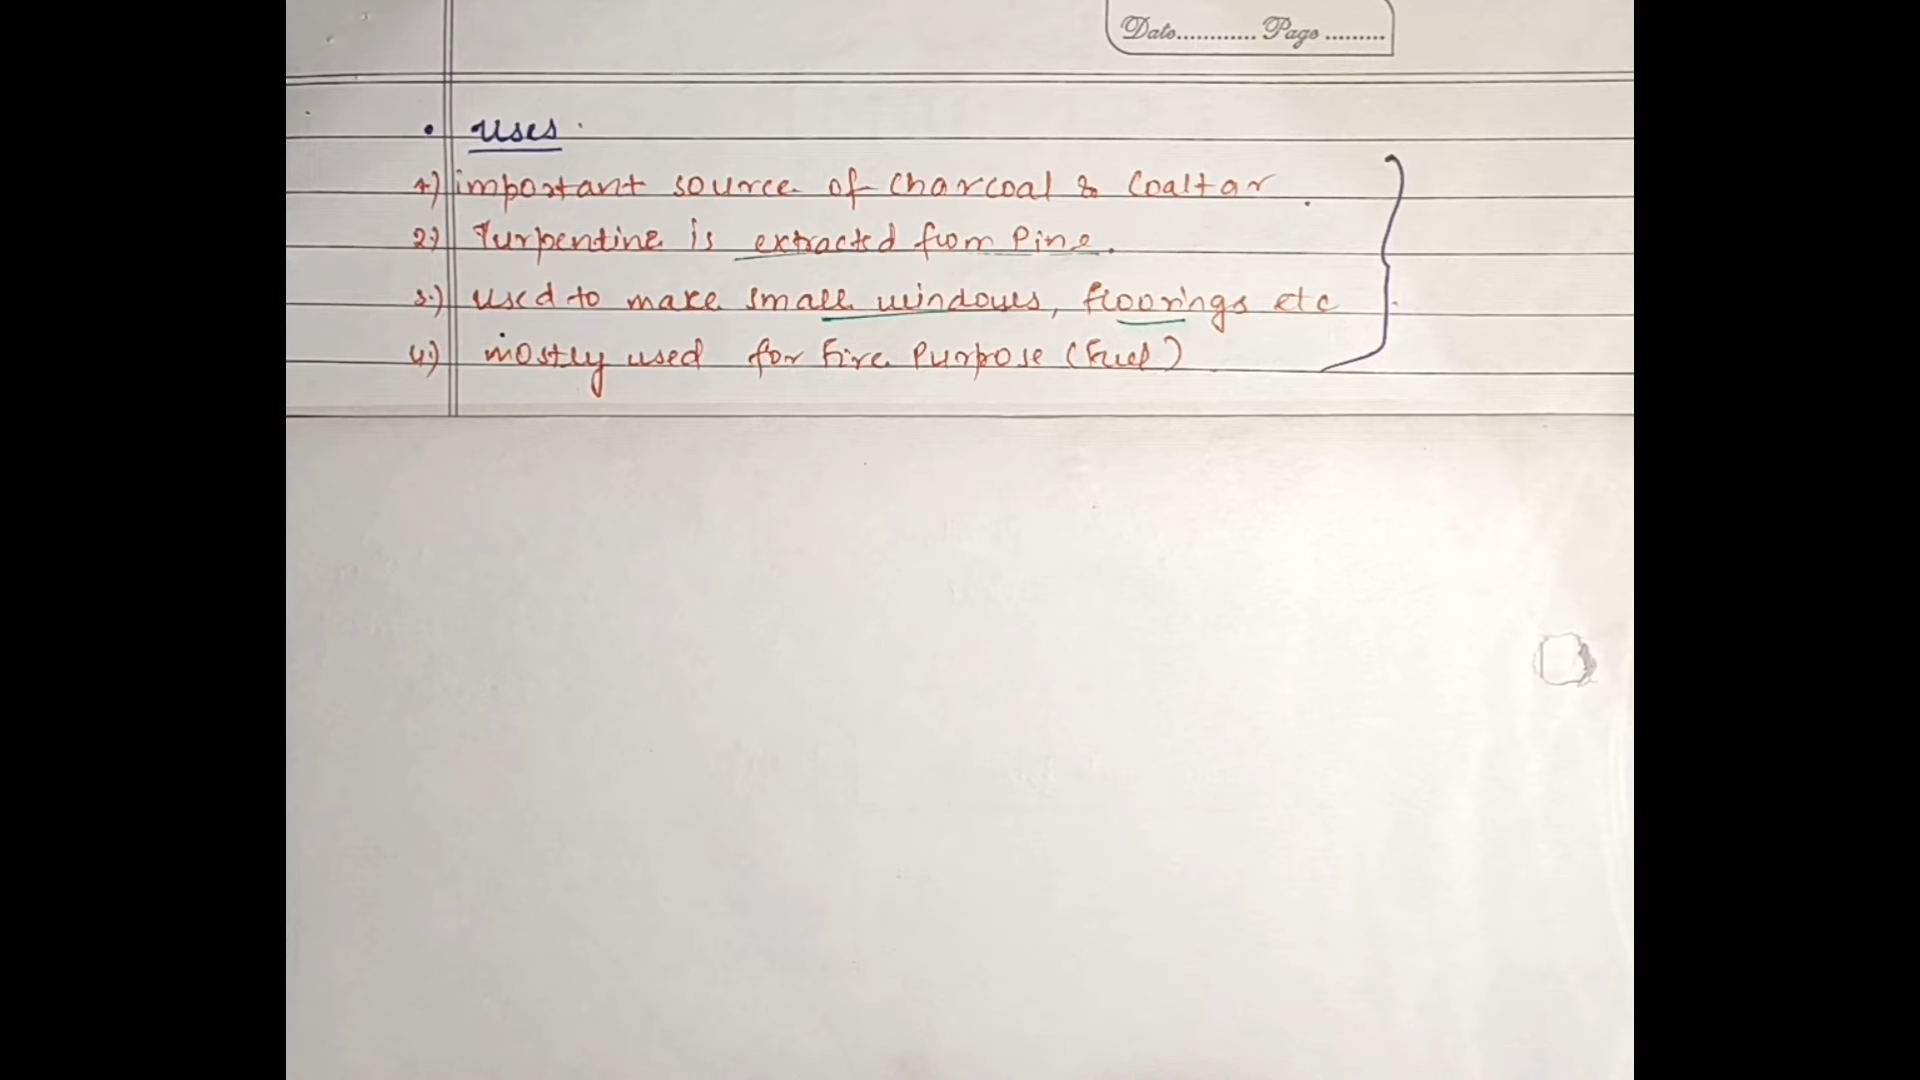 Date............ Page .........
• uses.
1) important source of charcoal & Coaltar.
2) Turpentine is extracted from Pine.
3.) used to make small windows, floorings etc
4.) mostly used for Fire Purpose (Fuel)